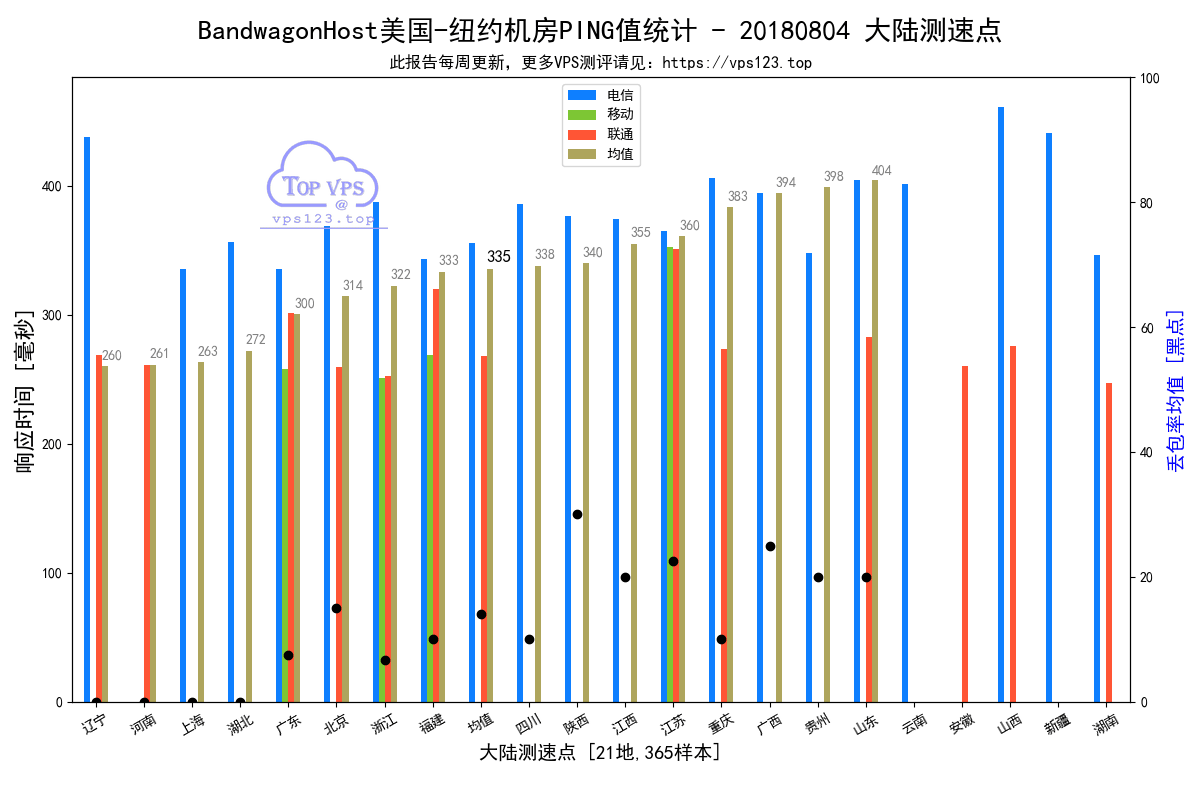 BandwagonHost美国-纽约机房PING值统计 - 20180804 大陆测速点
此报告每周更新，更多VPS测评请见：https://vps123.top
电信
移动
联通
均值
TOP VPS
@
vps123.top
响应时间 [毫秒]
400
300
200
100
0
260
261
263
272
300
314
322
333
335
338
340
355
360
383
394
398
404
100
80
60
40
20
0
丢包率均值 [黑点]
辽宁
河南
上海
湖北
广东
北京
浙江
福建
均值
四川
陕西
江西
江苏
重庆
广西
贵州
山东
云南
安徽
山西
新疆
湖南
大陆测速点 [21地,365样本]